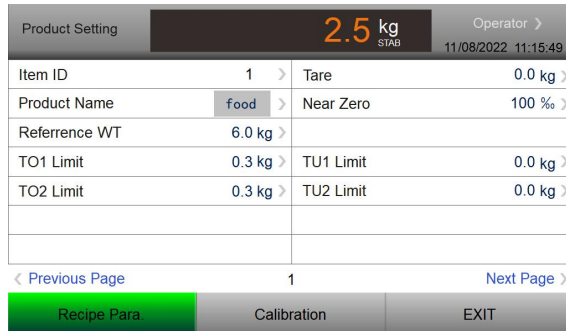 Product Setting 2.5 kg STAB Operator
11/08/2022 11:15:49
Item ID 1 Tare 0.0 kg
Product Name food Near Zero 100 ‰
Referrence WT 6.0 kg
TO1 Limit 0.3 kg TU1 Limit 0.0 kg
TO2 Limit 0.3 kg TU2 Limit 0.0 kg
Previous Page 1 Next Page
Recipe Para. Calibration EXIT